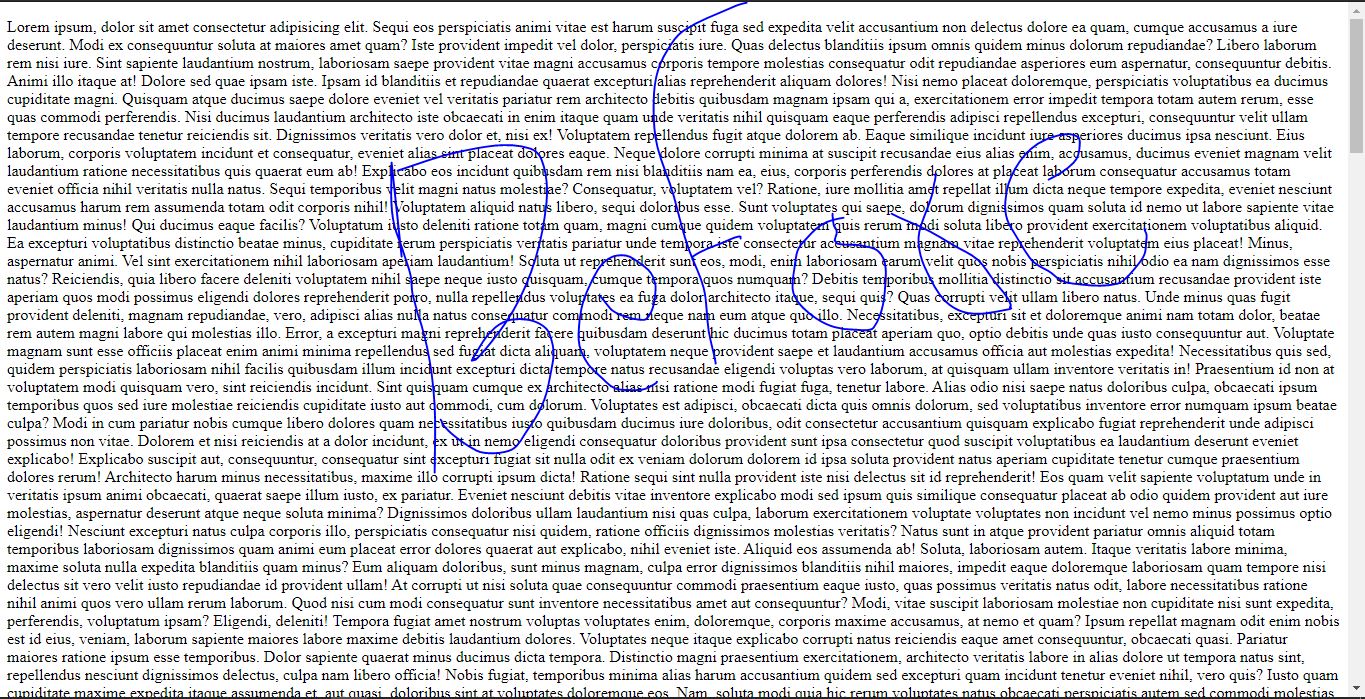 Lorem ipsum, dolor sit amet consectetur adipisicing elit. Sequi eos perspiciatis animi vitae est harum suscipit fuga sed expedita velit accusantium non delectus dolore ea quam, cumque accusamus a iure
deserunt. Modi ex consequuntur soluta at maiores amet quam? Iste provident impedit vel dolor, perspiciatis iure. Quas delectus blanditiis ipsum omnis quidem minus dolorum repudiandae? Libero laborum
rem nisi iure. Sint sapiente laudantium nostrum, laboriosam saepe provident vitae magni accusamus corporis tempore molestias consequatur odit repudiandae asperiores eum aspernatur, consequuntur debitis.
Animi illo itaque at! Dolore sed quae ipsam iste. Ipsam id blanditiis et repudiandae quaerat excepturi alias reprehenderit aliquam dolores! Nisi nemo placeat doloremque, perspiciatis voluptatibus ea ducimus
cupiditate magni. Quisquam atque ducimus saepe dolore eveniet vel veritatis pariatur rem architecto debitis quibusdam magnam ipsam qui a, exercitationem error impedit tempora totam autem rerum, esse
quas commodi perferendis. Nisi ducimus laudantium architecto iste obcaecati in enim itaque quam unde veritatis nihil quisquam eaque perferendis adipisci repellendus excepturi, consequuntur velit ullam
tempore recusandae tenetur reiciendis sit. Dignissimos veritatis vero dolor et, nisi ex! Voluptatem repellendus fugit atque dolorem ab. Eaque similique incidunt iure asperiores ducimus ipsa nesciunt. Eius
laborum, corporis voluptatem incidunt et consequatur, eveniet alias sint placeat dolores eaque. Neque dolore corrupti minima at suscipit recusandae eius alias enim, accusamus, ducimus eveniet magnam velit
laudantium ratione necessitatibus quis quaerat eum ab! Explicabo eos incidunt quibusdam rem nisi blanditiis nam ea, eius, corporis perferendis dolores at placeat laborum consequatur accusamus totam
eveniet officia nihil veritatis nulla natus. Sequi temporibus velit magni natus molestiae? Consequatur, voluptatem vel? Ratione, iure mollitia amet repellat illum dicta neque tempore expedita, eveniet nesciunt
accusamus harum rem assumenda totam odit corporis nihil! Voluptatem aliquid natus libero, sequi doloribus esse. Sunt voluptates qui saepe, dolorum dignissimos quam soluta id nemo ut labore sapiente vitae
laudantium minus! Qui ducimus eaque facilis? Voluptatum iusto deleniti ratione totam quam, magni cumque quidem voluptatem quis rerum modi soluta libero provident exercitationem voluptatibus aliquid.
Ea excepturi voluptatibus distinctio beatae minus, cupiditate rerum perspiciatis veritatis pariatur unde tempora iste consectetur accusantium magnam vitae reprehenderit voluptatem eius placeat! Minus,
aspernatur animi. Vel sint exercitationem nihil laboriosam aperiam laudantium! Soluta ut reprehenderit sunt eos, modi, enim laboriosam earum velit quos nobis perspiciatis nihil odio ea nam dignissimos esse
natus? Reiciendis, quia libero facere deleniti voluptatem nihil saepe neque iusto quisquam, cumque tempora quos numquam? Debitis temporibus mollitia distinctio sit accusantium recusandae provident iste
aperiam quos modi possimus eligendi dolores reprehenderit porro, nulla repellendus voluptates ea fuga dolor architecto itaque, sequi quis? Quas corrupti velit ullam libero natus. Unde minus quas fugit
provident deleniti, magnam repudiandae, vero, adipisci alias nulla natus consequatur commodi rem neque nam eum atque quo illo. Necessitatibus, excepturi sit et doloremque animi nam totam dolor, beatae
rem autem magni labore qui molestias illo. Error, a excepturi magni reprehenderit facere quibusdam deserunt hic ducimus totam placeat aperiam quo, optio debitis unde quas iusto consequuntur aut. Voluptate
magnam sunt esse officiis placeat enim animi minima repellendus sed fugiat dicta aliquam, voluptatem neque provident saepe et laudantium accusamus officia aut molestias expedita! Necessitatibus quis sed,
quidem perspiciatis laboriosam nihil facilis quibusdam illum incidunt excepturi dicta tempore natus recusandae eligendi voluptas vero laborum, at quisquam ullam inventore veritatis in! Praesentium id non at
voluptatem modi quisquam vero, sint reiciendis incidunt. Sint quisquam cumque ex architecto alias nisi ratione modi fugiat fuga, tenetur labore. Alias odio nisi saepe natus doloribus culpa, obcaecati ipsum
temporibus quos sed iure molestiae reiciendis cupiditate iusto aut commodi, cum dolorum. Voluptates est adipisci, obcaecati dicta quis omnis dolorum, sed voluptatibus inventore error numquam ipsum beatae
culpa? Modi in cum pariatur nobis cumque libero dolores quam necessitatibus iusto quibusdam ducimus iure doloribus, odit consectetur accusantium quisquam explicabo fugiat reprehenderit unde adipisci
possimus non vitae. Dolorem et nisi reiciendis at a dolor incidunt, ex ut in nemo eligendi consequatur doloribus provident sunt ipsa consectetur quod suscipit voluptatibus ea laudantium deserunt eveniet
explicabo! Explicabo suscipit aut, consequuntur, consequatur sint excepturi fugiat sit nulla odit ex veniam dolorum dolorem id ipsa soluta provident natus aperiam cupiditate tenetur cumque praesentium
dolores rerum! Architecto harum minus necessitatibus, maxime illo corrupti ipsum dicta! Ratione sequi sint nulla provident iste nisi delectus sit id reprehenderit! Eos quam velit sapiente voluptatum unde in
veritatis ipsum animi obcaecati, quaerat saepe illum iusto, ex pariatur. Eveniet nesciunt debitis vitae inventore explicabo modi sed ipsum quis similique consequatur placeat ab odio quidem provident aut iure
molestias, aspernatur deserunt atque neque soluta minima? Dignissimos doloribus ullam laudantium nisi quas culpa, laborum exercitationem voluptate voluptates non incidunt vel nemo minus possimus optio
eligendi! Nesciunt excepturi natus culpa corporis illo, perspiciatis consequatur nisi quidem, ratione officiis dignissimos molestias veritatis? Natus sunt in atque provident pariatur omnis aliquid totam
temporibus laboriosam dignissimos quam animi eum placeat error dolores quaerat aut explicabo, nihil eveniet iste. Aliquid eos assumenda ab! Soluta, laboriosam autem. Itaque veritatis labore minima,
maxime soluta nulla expedita blanditiis quam minus? Eum aliquam doloribus, sunt minus magnam, culpa error dignissimos blanditiis nihil maiores, impedit eaque doloremque laboriosam quam tempore nisi
delectus sit vero velit iusto repudiandae id provident ullam! At corrupti ut nisi soluta quae consequuntur commodi praesentium eaque iusto, quas possimus veritatis natus odit, labore necessitatibus ratione
nihil animi quos vero ullam rerum laborum. Quod nisi cum modi consequatur sunt inventore necessitatibus amet aut consequuntur? Modi, vitae suscipit laboriosam molestiae non cupiditate nisi sunt expedita,
perferendis, voluptatum ipsam? Eligendi, deleniti! Tempora fugiat amet nostrum voluptas voluptates enim, doloremque, corporis maxime accusamus, at nemo et quam? Ipsum repellat magnam odit enim nobis
est id eius, veniam, laborum sapiente maiores labore maxime debitis laudantium dolores. Voluptates neque itaque explicabo corrupti natus reiciendis eaque amet consequuntur, obcaecati quasi. Pariatur
maiores ratione ipsum esse temporibus. Dolor sapiente quaerat minus ducimus dicta tempora. Distinctio magni praesentium exercitationem, architecto veritatis labore in alias dolore ut tempora natus sint,
repellendus nesciunt dignissimos delectus, culpa nam libero officia! Nobis fugiat, temporibus minima alias harum accusantium quidem consequatur sed excepturi tenetur eveniet nihil, vero quis? Iusto quam
cupiditate maxime expedita itaque assumenda et, aut quasi, doloribus sint at voluptates doloremque eos. Nam, soluta modi quia hic rerum voluptates natus obcaecati perspiciatis autem sed commodi molestias